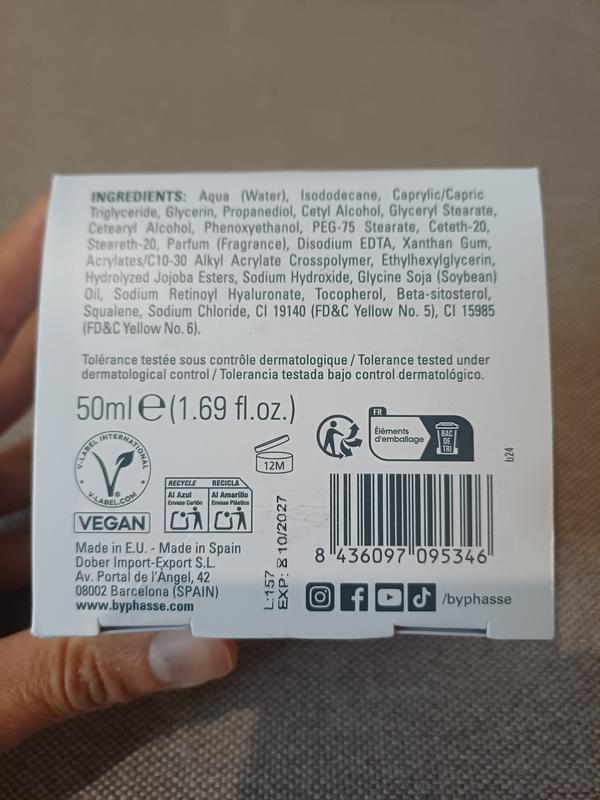 INGREDIENTS: Aqua (Water), Isododecane, Caprylic/Capric
Triglyceride, Glycerin, Propanediol, Cetyl Alcohol, Glyceryl Stearate,
Cetearyl Alcohol, Phenoxyethanol, PEG-75 Stearate, Ceteth-20,
Steareth-20, Parfum (Fragrance), Disodium EDTA, Xanthan Gum,
Acrylates/C10-30 Alkyl Acrylate Crosspolymer, Ethylhexylglycerin,
Hydrolyzed Jojoba Esters, Sodium Hydroxide, Glycine Soja (Soybean)
Oil, Sodium Retinoyl Hyaluronate, Tocopherol, Beta-sitosterol,
Squalene, Sodium Chloride, CI 19140 (FD&C Yellow No. 5), CI 15985
(FD&C Yellow No. 6).
Tolérance testée sous contrôle dermatologique / Tolerance tested under
dermatological control / Tolerancia testada bajo control dermatológico.
50ml e (1.69 fl.oz.)
FR
Éléments
d'emballage
BAC
DE
TRI
b24
V-LABEL INTERNATIONAL
V-LABEL.COM
VEGAN
12M
RECYCLE RECICLA
Al Azul Al Amarillo
Envase Cartón Envase Plástico
L:157
EXP: 10/2027
8 436097 095346
Made in E.U. - Made in Spain
Dober Import-Export S.L.
Av. Portal de l'Àngel, 42
08002 Barcelona (SPAIN)
www.byphasse.com
/byphasse